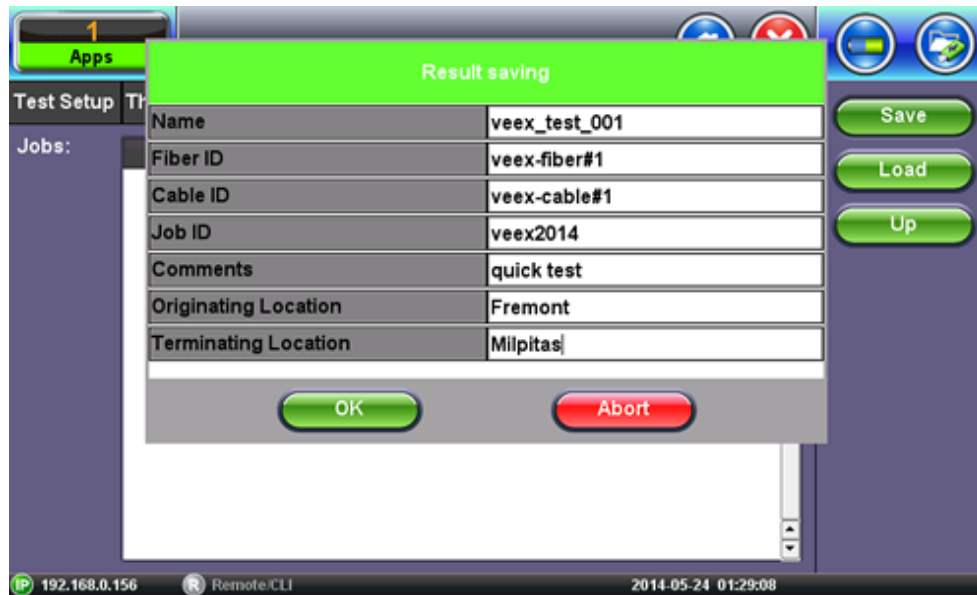 1
Apps
Result saving
Test Setup Th
Name veex_test_001
Save
Jobs:
Fiber ID veex-fiber#1
Load
Cable ID veex-cable#1
Job ID veex2014
Up
Comments quick test
Originating Location Fremont
Terminating Location Milpitas
OK Abort
IP 192.168.0.156 R Remote/CLI 2014-05-24 01:29:08